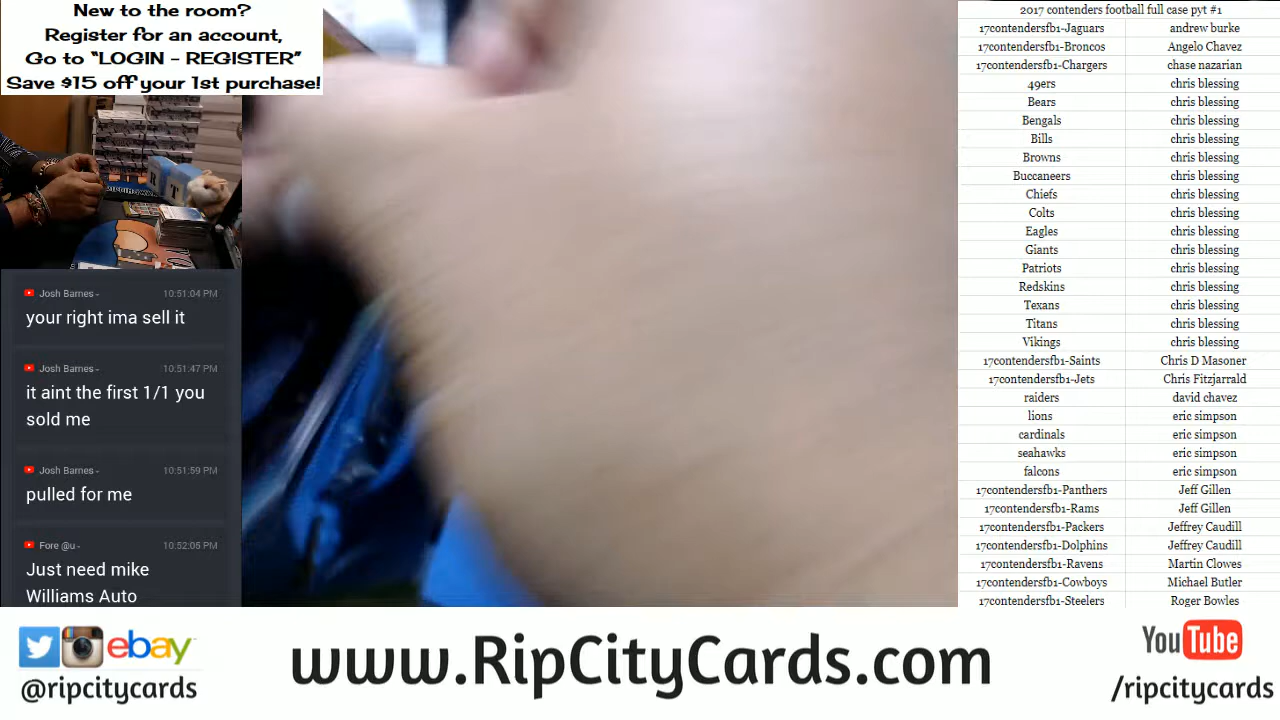 New to the room?
Register for an account,
Go to “LOGIN - REGISTER”
Save $15 off your 1st purchase!
Josh Barnes - 10:51:04 PM
your right ima sell it
Josh Barnes - 10:51:47 PM
it aint the first 1/1 you
sold me
Josh Barnes - 10:51:59 PM
pulled for me
Fore @u - 10:52:05 PM
Just need mike
Williams Auto
2017 contenders football full case pyt #1
17contendersfb1-Jaguars andrew burke
17contendersfb1-Broncos Angelo Chavez
17contendersfb1-Chargers chase nazarian
49ers chris blessing
Bears chris blessing
Bengals chris blessing
Bills chris blessing
Browns chris blessing
Buccaneers chris blessing
Chiefs chris blessing
Colts chris blessing
Eagles chris blessing
Giants chris blessing
Patriots chris blessing
Redskins chris blessing
Texans chris blessing
Titans chris blessing
Vikings chris blessing
17contendersfb1-Saints Chris D Masoner
17contendersfb1-Jets Chris Fitzjarrald
raiders david chavez
lions eric simpson
cardinals eric simpson
seahawks eric simpson
falcons eric simpson
17contendersfb1-Panthers Jeff Gillen
17contendersfb1-Rams Jeff Gillen
17contendersfb1-Packers Jeffrey Caudill
17contendersfb1-Dolphins Jeffrey Caudill
17contendersfb1-Ravens Martin Clowes
17contendersfb1-Cowboys Michael Butler
17contendersfb1-Steelers Roger Bowles
ebay
@ripcitycards
www.RipCityCards.com
You Tube
/ripcitycards